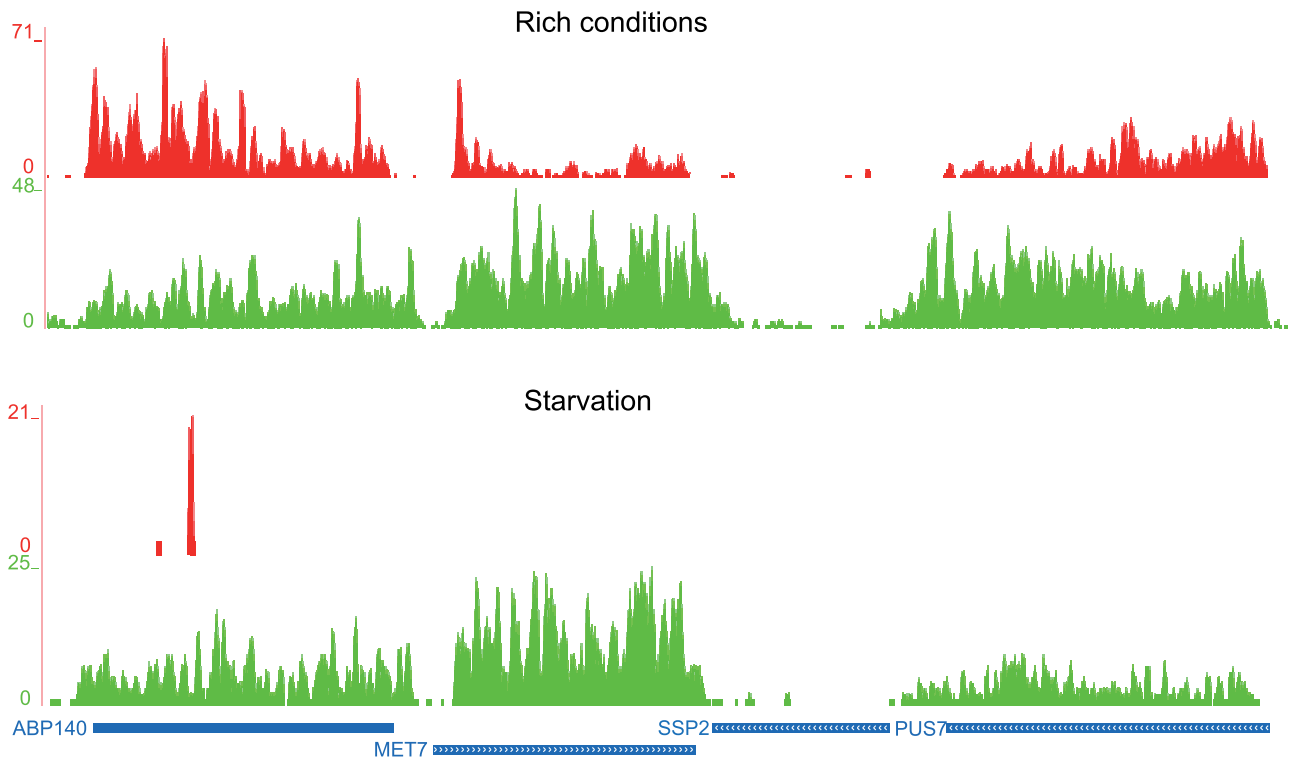 Rich conditions
71
0
48
0
Starvation
21
0
25
0
ABP140
SSP2
PUS7
MET7